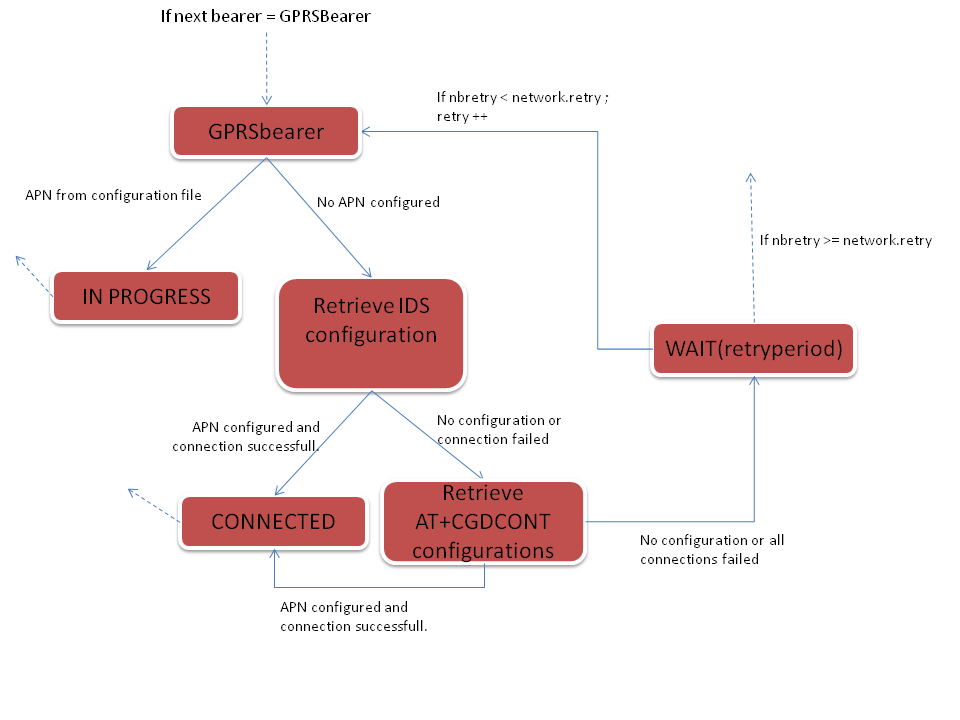 If next bearer = GPRSBearer
If nbretry < network.retry ;
retry ++
GPRSbearer
APN from configuration file
No APN configured
If nbretry >= network.retry
IN PROGRESS
Retrieve IDS
configuration
WAIT(retryperiod)
APN configured and
connection successfull.
No configuration or
connection failed
CONNECTED
Retrieve
AT+CGDCONT
configurations
No configuration or all
connections failed
APN configured and
connection successfull.